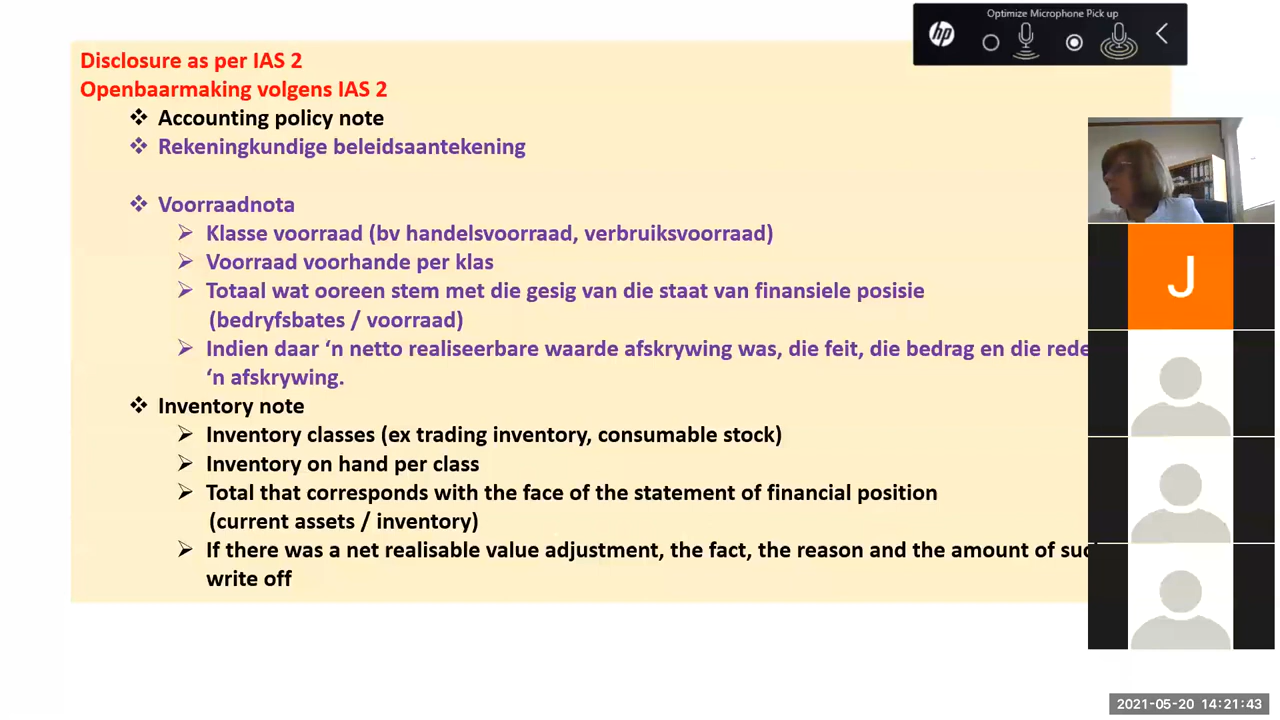 Optimize Microphone Pick up
hp
Disclosure as per IAS 2
Openbaarmaking volgens IAS 2
Accounting policy note
Rekeningkundige beleidsaantekening
Voorraadnota
Klasse voorraad (bv handelsvoorraad, verbruiksvoorraad)
Voorraad voorhande per klas
Totaal wat ooreen stem met die gesig van die staat van finansiele posisie
(bedryfsbates / voorraad)
Indien daar ‘n netto realiseerbare waarde afskrywing was, die feit, die bedrag en die rede
‘n afskrywing.
Inventory note
Inventory classes (ex trading inventory, consumable stock)
Inventory on hand per class
Total that corresponds with the face of the statement of financial position
(current assets / inventory)
If there was a net realisable value adjustment, the fact, the reason and the amount of
write off
J
2021-05-20 14:21:43